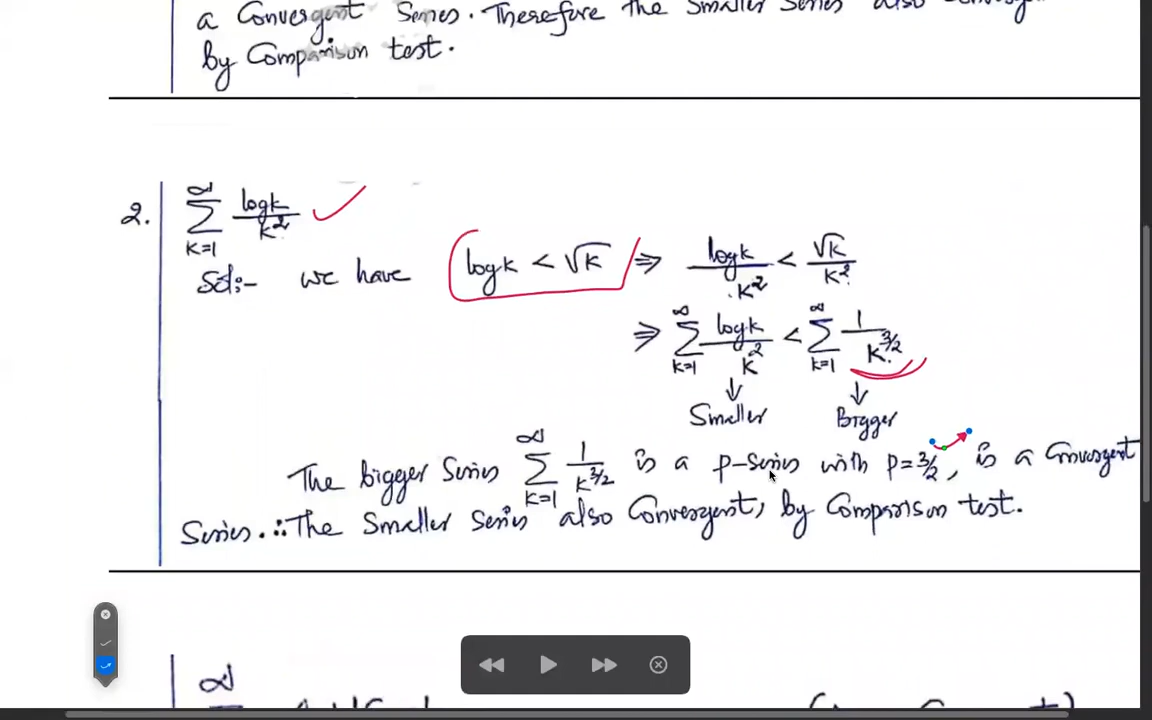 a Convergent Series. Therefore the Smaller Series also
by Comparison test.
2. ∞∑k=1 logk/k²
Sol:- we have logk < √k ⇒ logk/k² < √k/k²
⇒ ∞∑k=1 logk/k² < ∞∑k=1 1/k^3/2
↓ ↓
Smaller Bigger
The bigger Series ∞∑k=1 1/k^3/2 is a p-Series with p=3/2, is a Convergent
Series. ∴ The Smaller Series also Convergent, by Comparison test.
∞